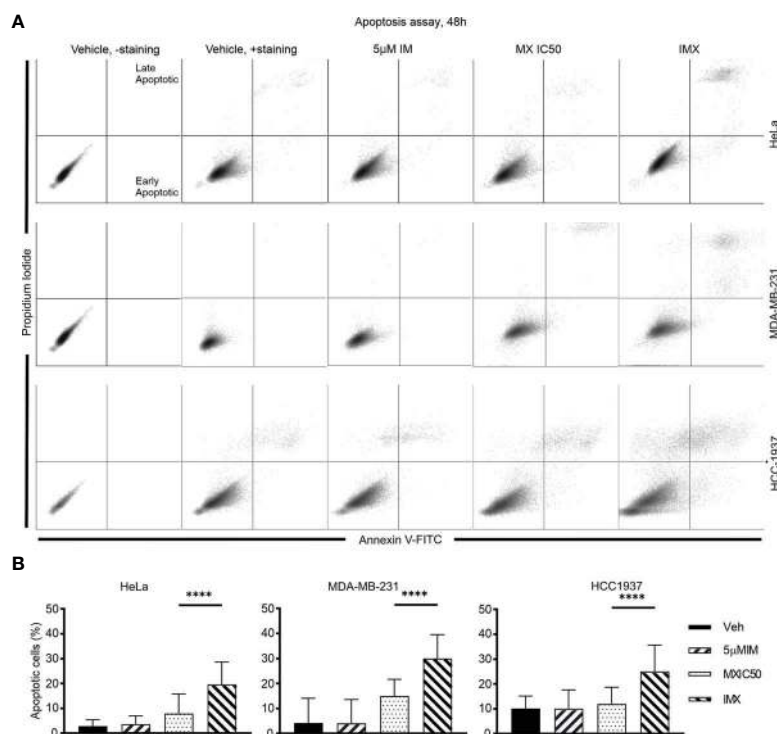 A
Apoptosis assay, 48h
Vehicle, -staining
Vehicle, +staining
5µM IM
MX IC50
IMX
Late
Apoptotic
Early
Apoptotic
HeLa
MDA-MB-231
HCC-1937
Propidium Iodide
Annexin V-FITC
B
HeLa
MDA-MB-231
HCC1937
Apoptotic cells (%)
50
40
30
20
10
0
****
50
40
30
20
10
0
****
50
40
30
20
10
0
****
Veh
5µMIM
MXIC50
IMX